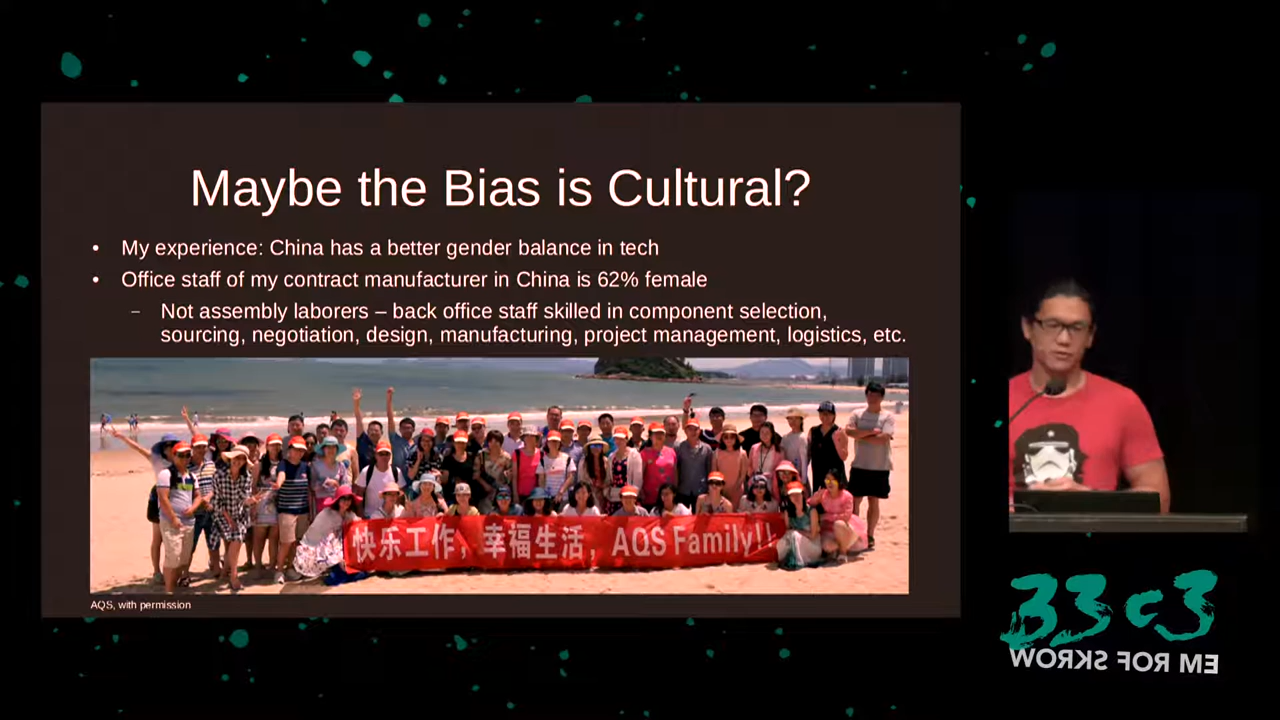 Maybe the Bias is Cultural?
• My experience: China has a better gender balance in tech
• Office staff of my contract manufacturer in China is 62% female
– Not assembly laborers – back office staff skilled in component selection,
sourcing, negotiation, design, manufacturing, project management, logistics, etc.
快乐工作，幸福生活，AQS Family!!
AQS, with permission
33c3
WORKS FOR ME